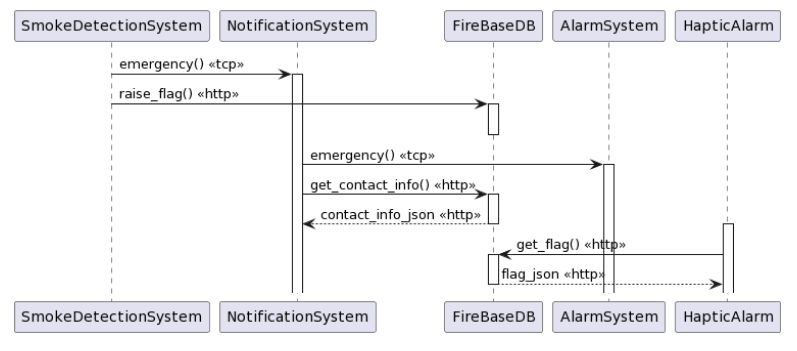 SmokeDetectionSystem NotificationSystem FireBaseDB AlarmSystem HapticAlarm
emergency() «tcp»
raise_flag() «http»
emergency() «tcp»
get_contact_info() «http»
contact_info_json «http»
get_flag() «http»
flag_json «http»
SmokeDetectionSystem NotificationSystem FireBaseDB AlarmSystem HapticAlarm